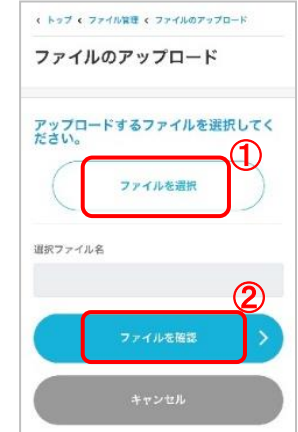 < トップ < ファイル管理 < ファイルのアップロード
ファイルのアップロード
アップロードするファイルを選択してく
ださい。
①
ファイルを選択
選択ファイル名
②
ファイルを確認
キャンセル